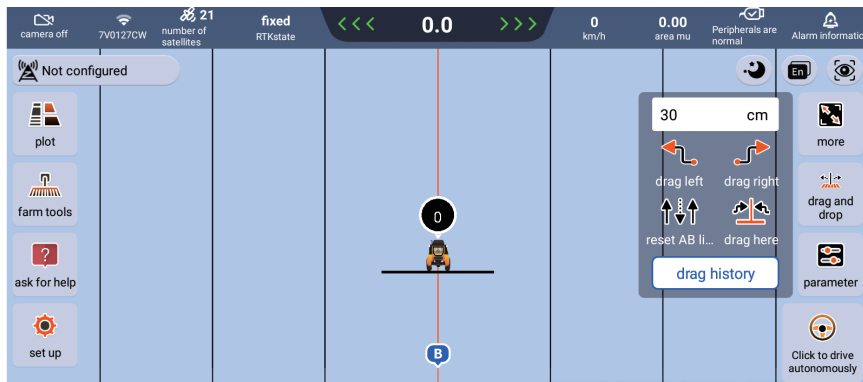 camera off
7V0127CW
21
number of
satellites
fixed
RTKstate
<<<
0.0
>>>
0
km/h
0.00
area mu
Peripherals are
normal
Alarm informatic
Not configured
En
plot
farm tools
ask for help
set up
30 cm
drag left
drag right
reset AB li...
drag here
drag history
0
B
more
drag and
drop
parameter
Click to drive
autonomously